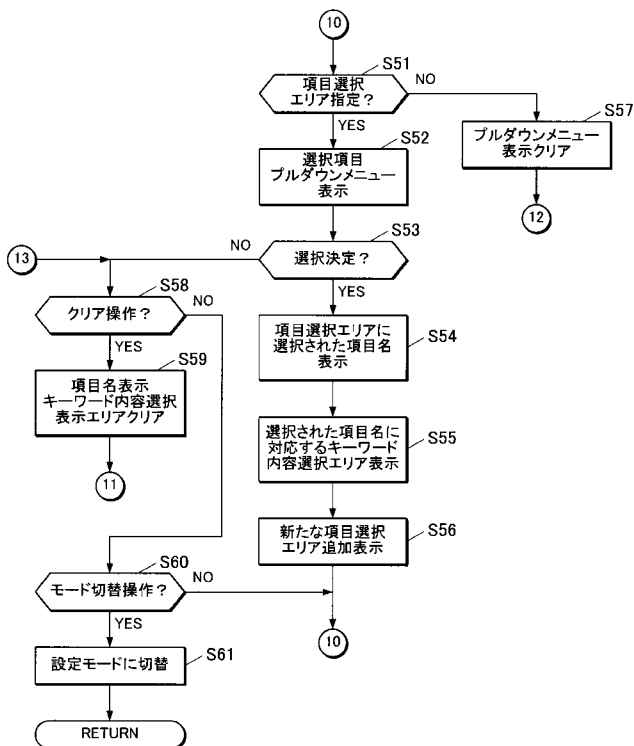 10
S51
項目選択
エリア指定?
NO
YES
S57
プルダウンメニュー
表示クリア
12
S52
選択項目
プルダウンメニュー
表示
S53
選択決定?
NO
YES
13
S58
クリア操作?
NO
YES
S59
項目名表示
キーワード内容選択
表示エリアクリア
11
S54
項目選択エリアに
選択された項目名
表示
S55
選択された項目名に
対応するキーワード
内容選択エリア表示
S56
新たな項目選択
エリア追加表示
S60
モード切替操作?
NO
YES
10
S61
設定モードに切替
RETURN